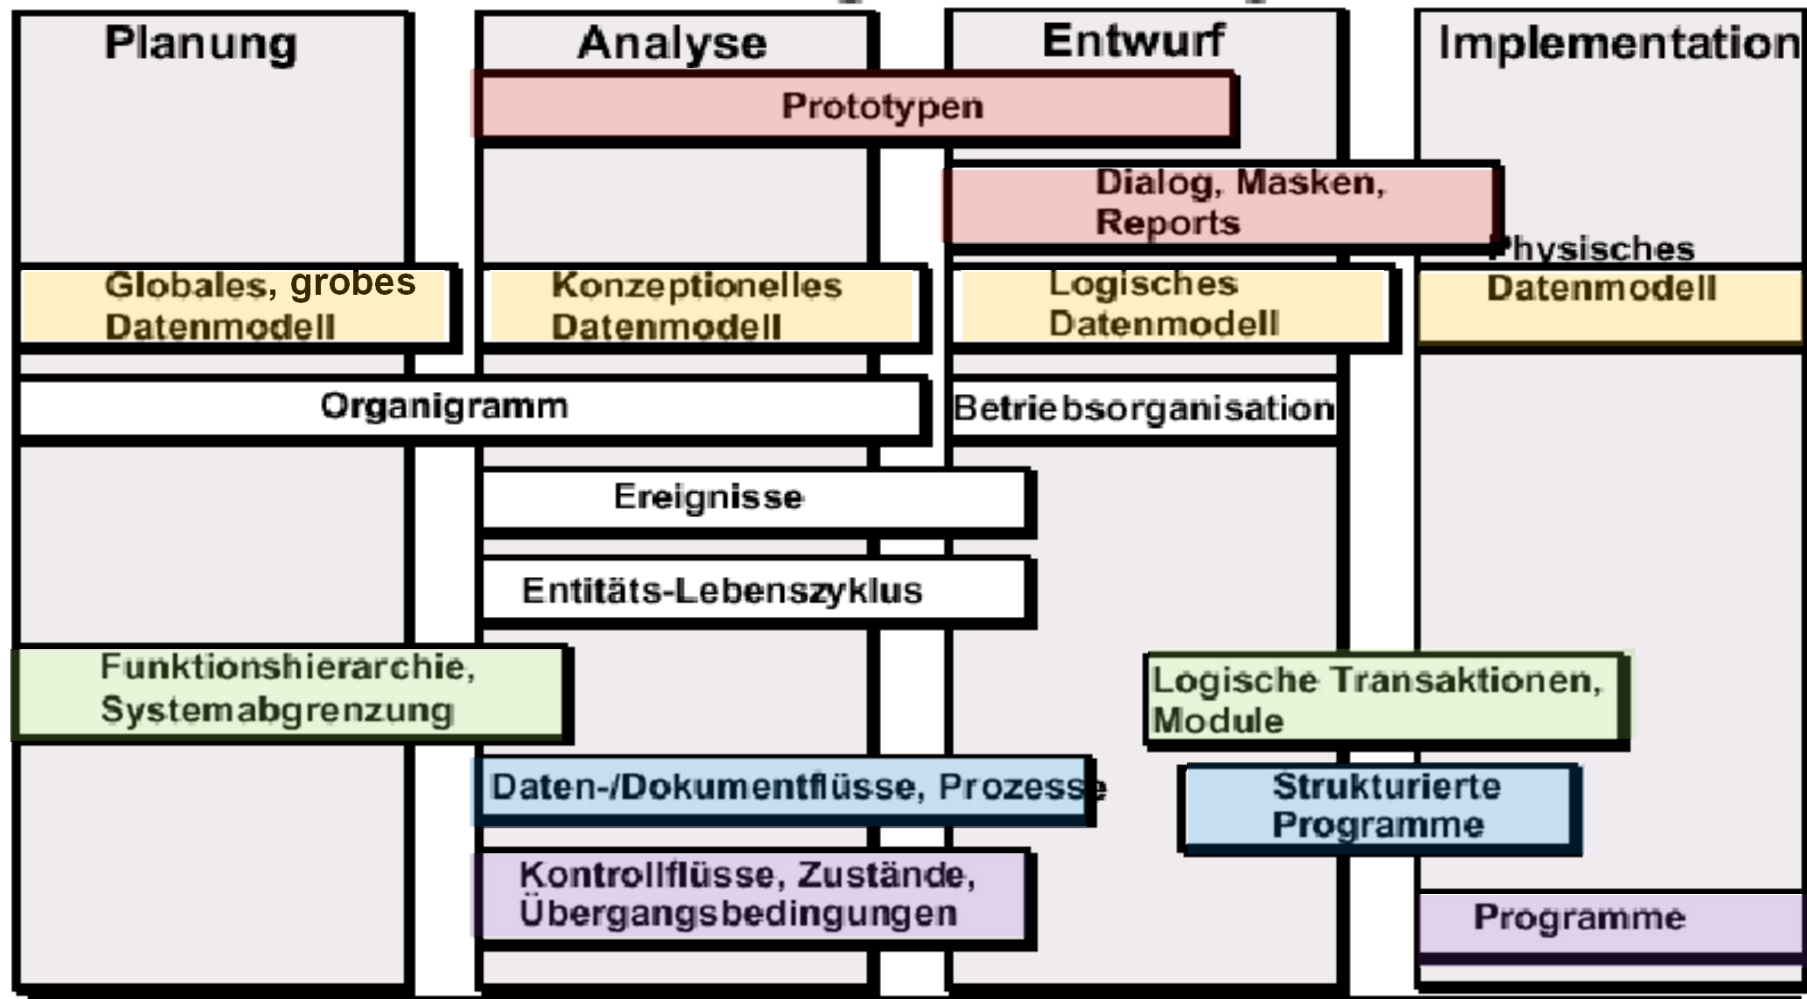 Planung
Analyse
Entwurf
Implementation
Prototypen
Dialog, Masken,
Reports
Globales, grobes
Datenmodell
Konzeptionelles
Datenmodell
Logisches
Datenmodell
Physisches
Datenmodell
Organigramm
Betriebsorganisation
Ereignisse
Entitäts-Lebenszyklus
Funktionshierarchie,
Systemabgrenzung
Logische Transaktionen,
Module
Daten-/Dokumentflüsse, Prozesse
Strukturierte
Programme
Kontrollflüsse, Zustände,
Übergangsbedingungen
Programme